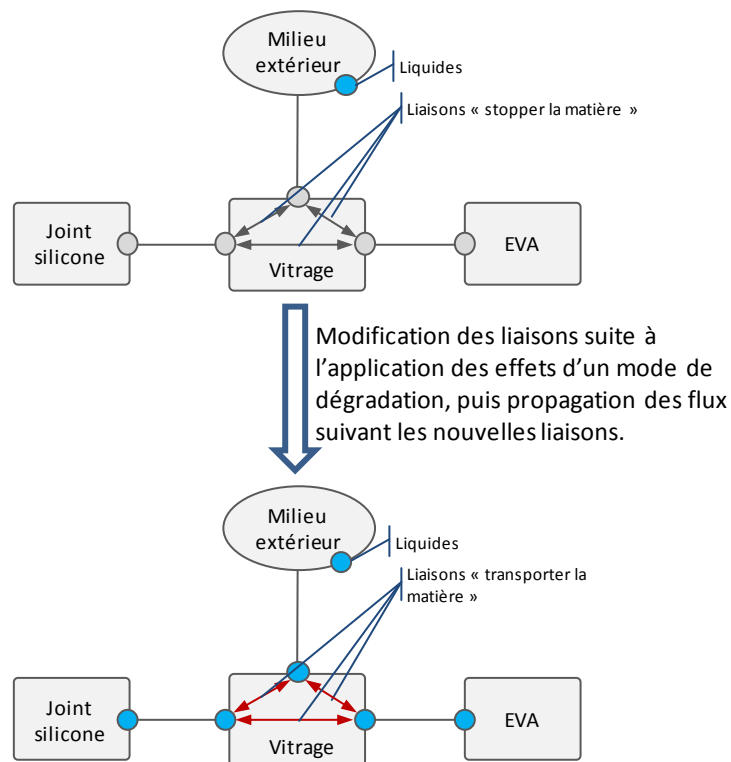 Milieu
extérieur
Liquides
Liaisons « stopper la matière »
Joint
silicone
Vitrage
EVA
Modification des liaisons suite à
l’application des effets d’un mode de
dégradation, puis propagation des flux
suivant les nouvelles liaisons.
Milieu
extérieur
Liquides
Liaisons « transporter la
matière »
Joint
silicone
Vitrage
EVA